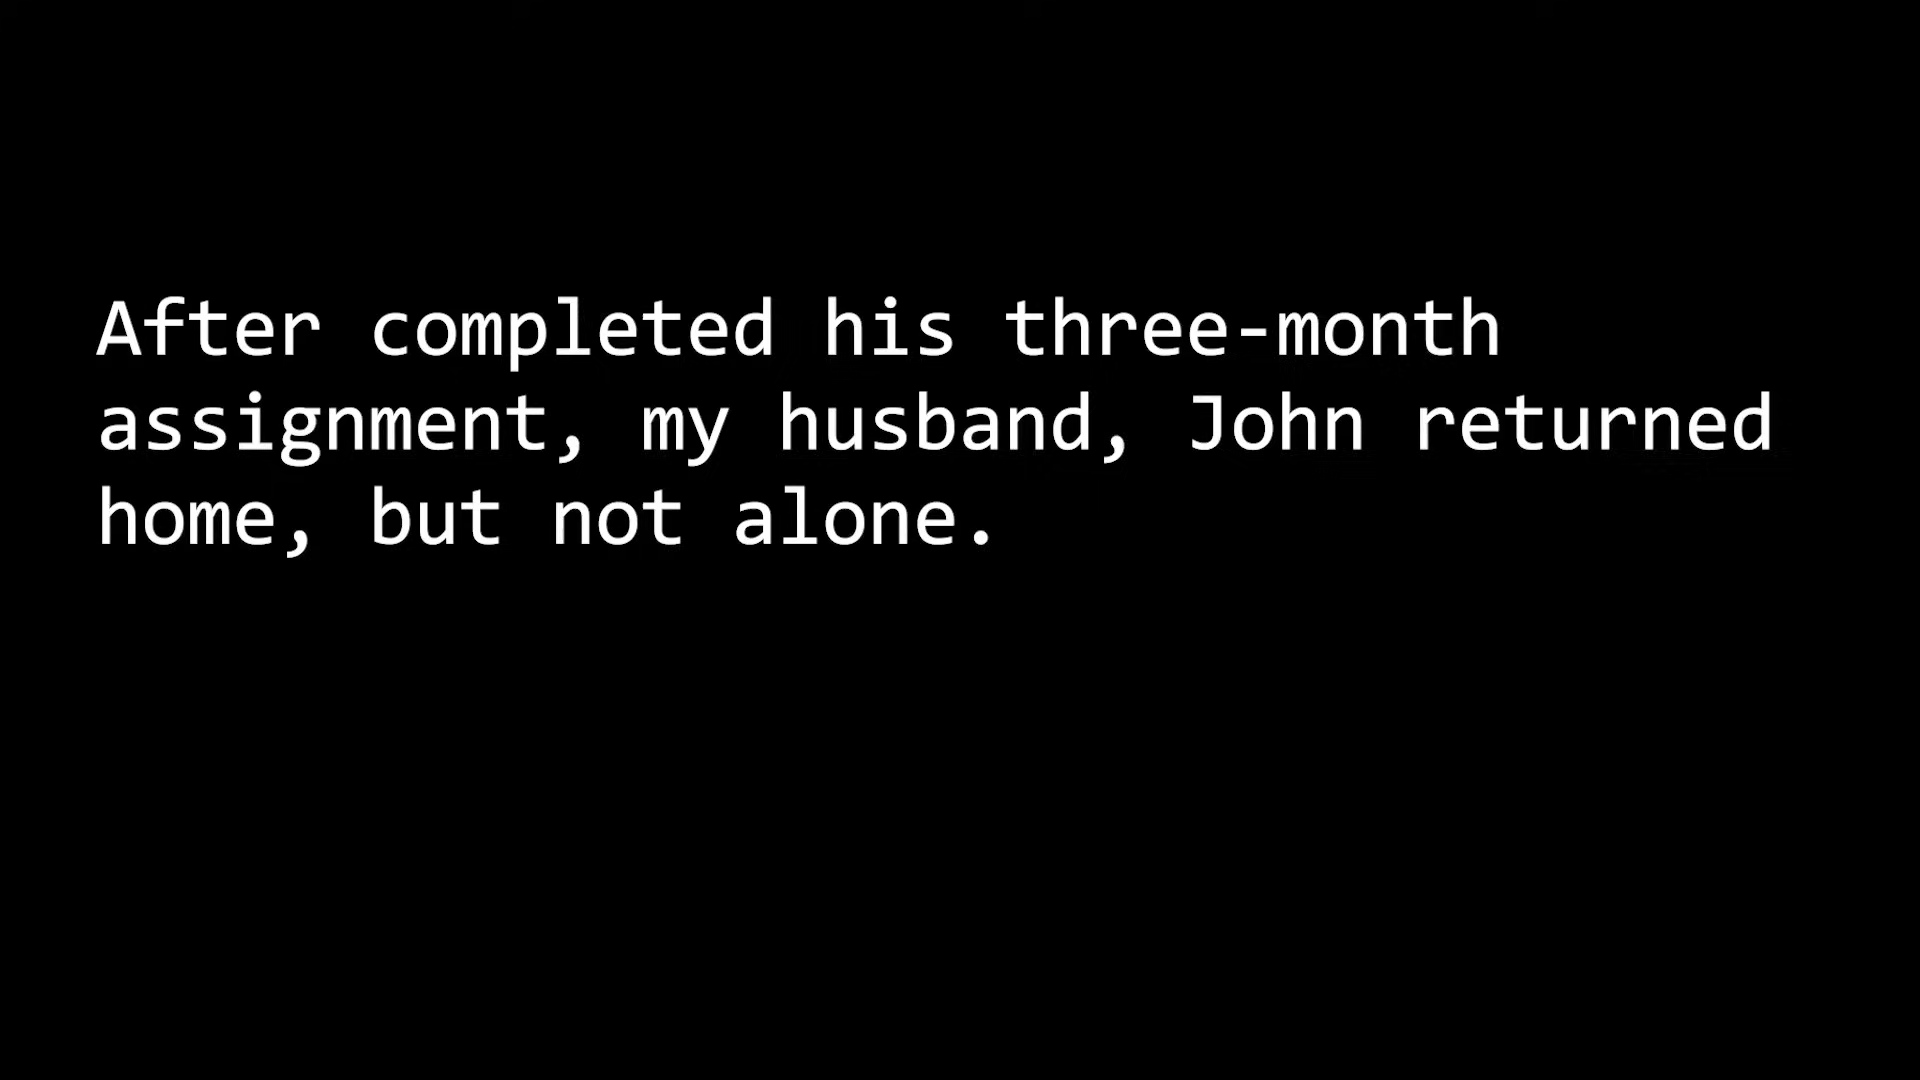 After completed his three-month
assignment, my husband, John returned
home, but not alone.